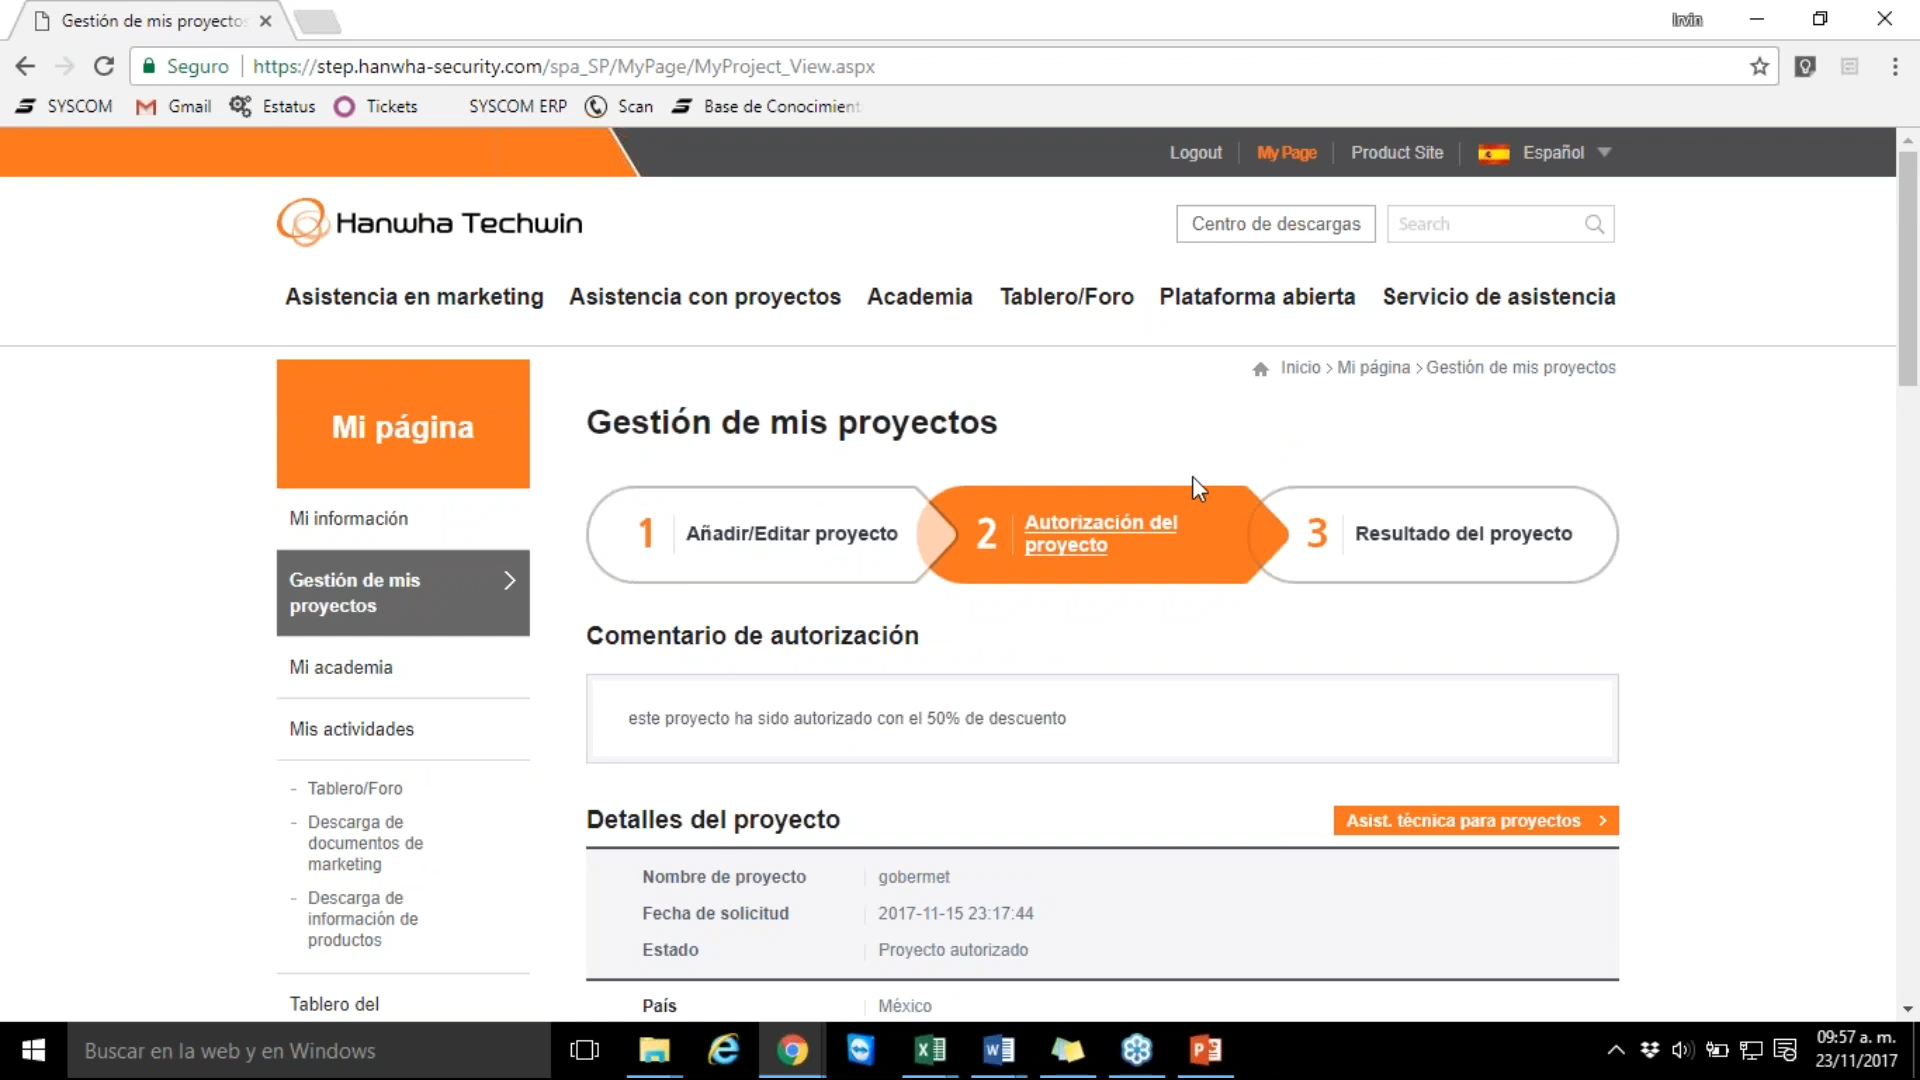 Gestión de mis proyectos
Irvin
Seguro
https://step.hanwha-security.com/spa_SP/MyPage/MyProject_View.aspx
SYSCOM
Gmail
Estatus
Tickets
SYSCOM ERP
Scan
Base de Conocimient
Logout
My Page
Product Site
Español
Hanwha Techwin
Centro de descargas
Search
Asistencia en marketing
Asistencia con proyectos
Academia
Tablero/Foro
Plataforma abierta
Servicio de asistencia
Inicio > Mi página > Gestión de mis proyectos
Mi página
Mi información
Gestión de mis
proyectos
Mi academia
Mis actividades
- Tablero/Foro
- Descarga de
documentos de
marketing
- Descarga de
información de
productos
Tablero del
Gestión de mis proyectos
1 Añadir/Editar proyecto
2 Autorización del
proyecto
3 Resultado del proyecto
Comentario de autorización
este proyecto ha sido autorizado con el 50% de descuento
Detalles del proyecto
Asist. técnica para proyectos >
Nombre de proyecto gobermet
Fecha de solicitud 2017-11-15 23:17:44
Estado Proyecto autorizado
País México
Buscar en la web y en Windows
09:57 a. m.
23/11/2017